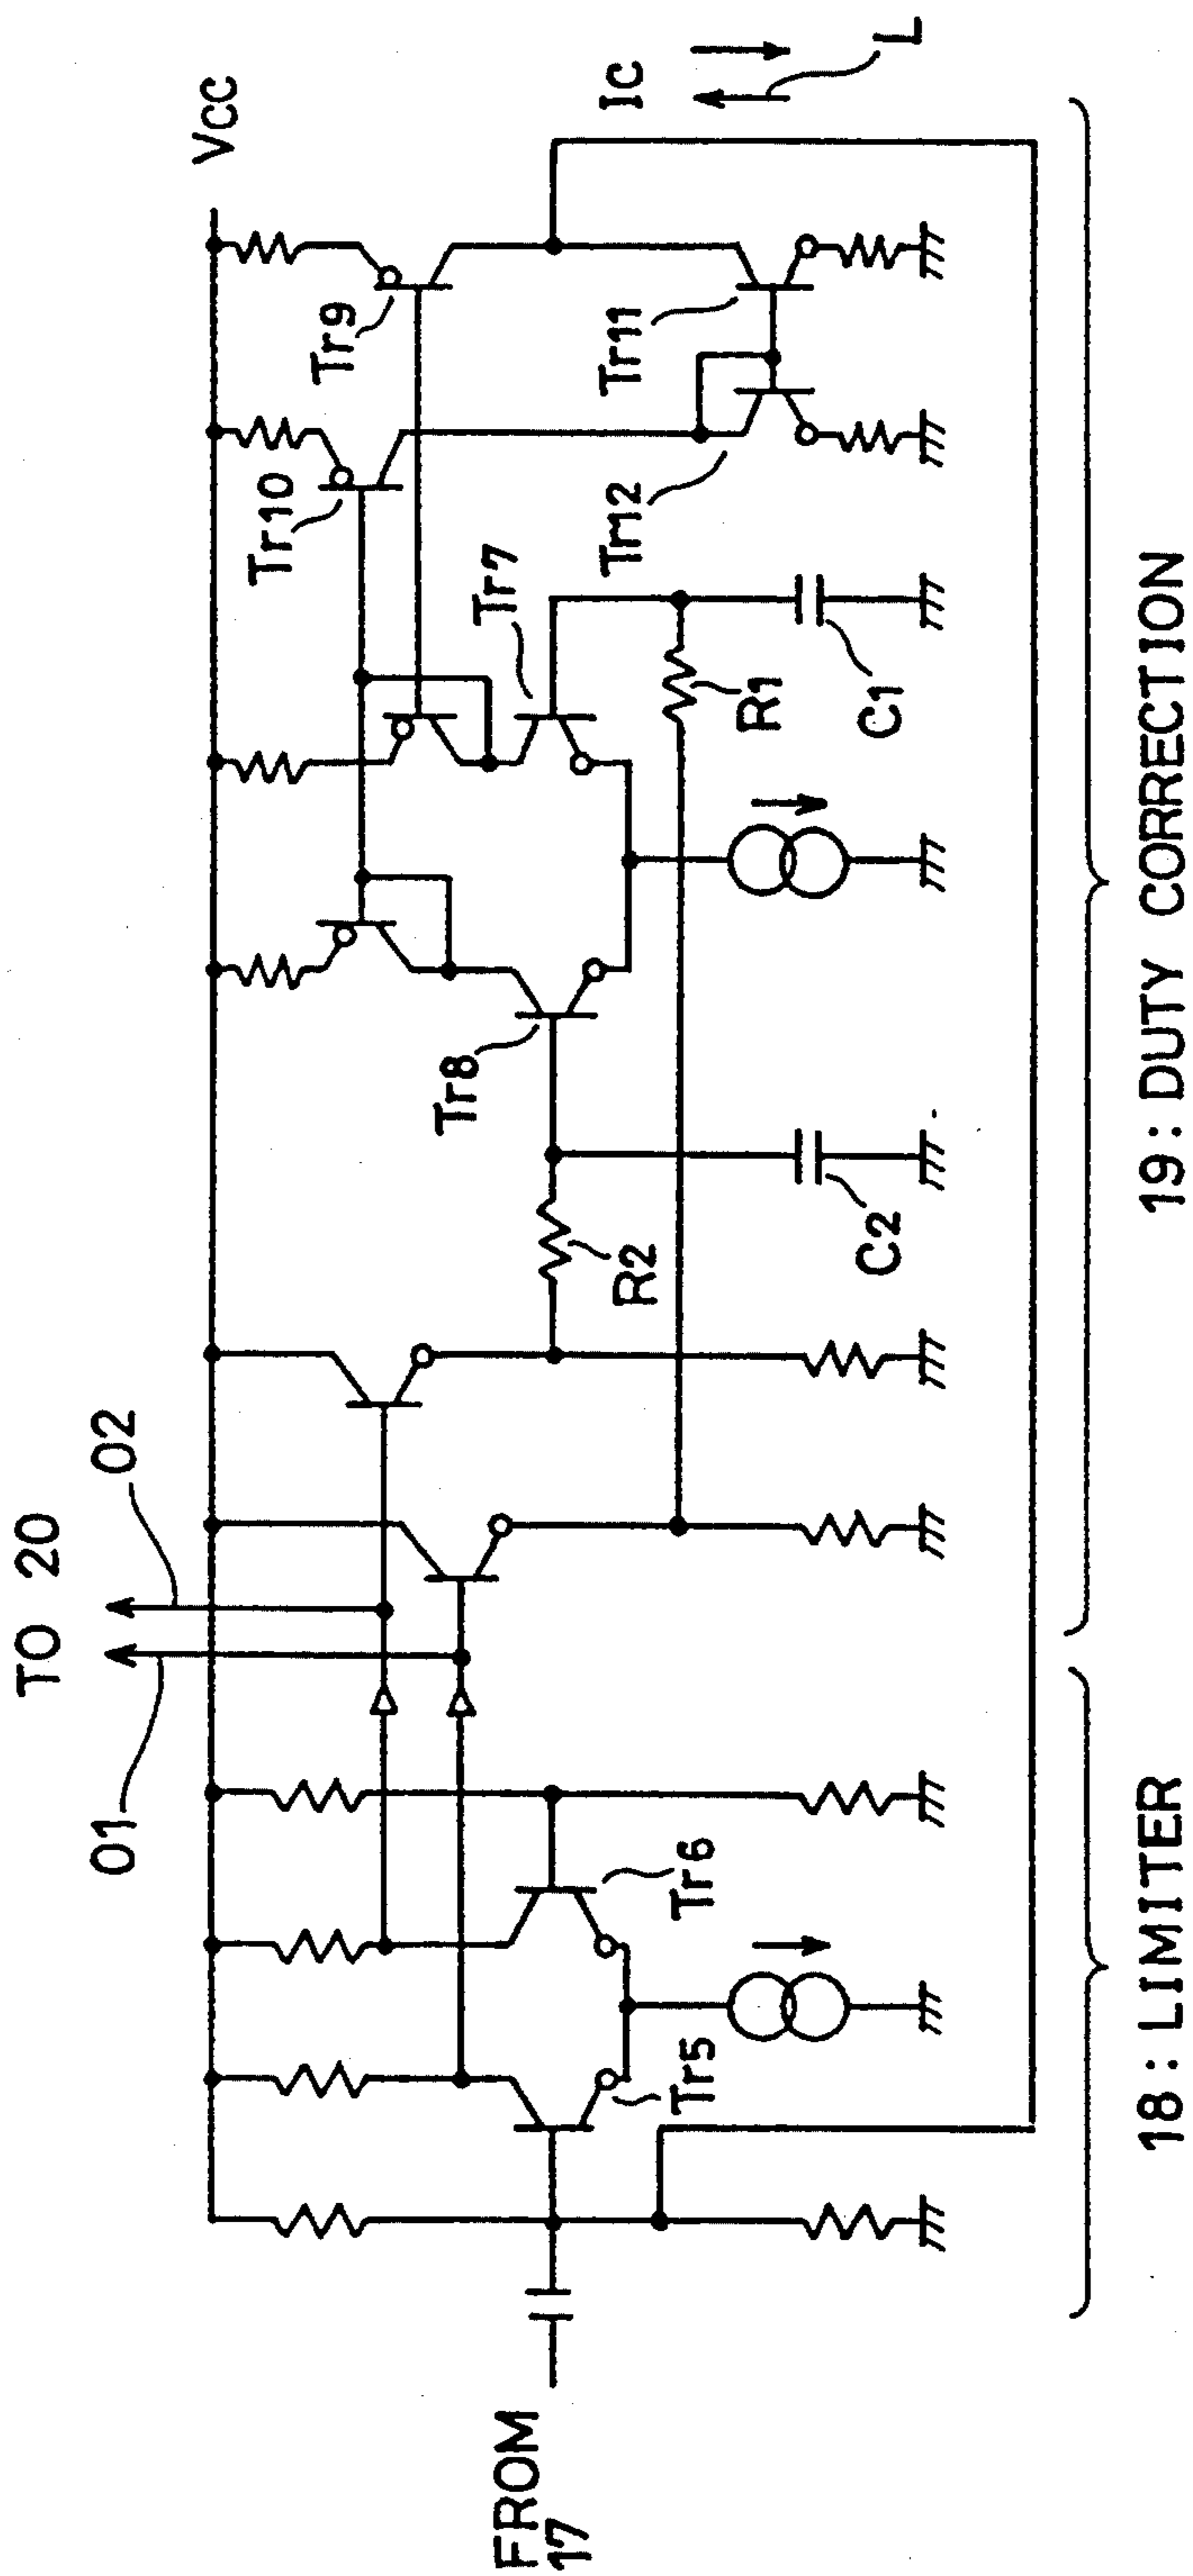 TO 20
01
02
VCC
Tr10
Tr9
Tr8
Tr7
Tr12
Tr11
IC
L
R2
R1
C2
C1
Tr5
Tr6
FROM
17
18:LIMITER
19:DUTY CORRECTION